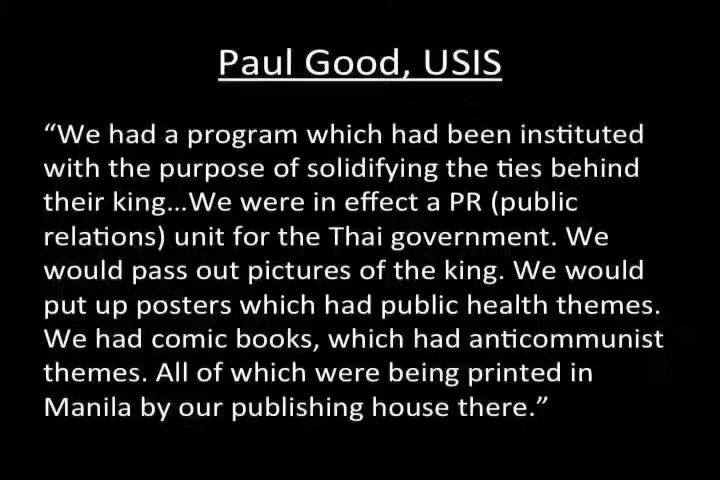 Paul Good, USIS
“We had a program which had been instituted
with the purpose of solidifying the ties behind
their king...We were in effect a PR (public
relations) unit for the Thai government. We
would pass out pictures of the king. We would
put up posters which had public health themes.
We had comic books, which had anticommunist
themes. All of which were being printed in
Manila by our publishing house there.”